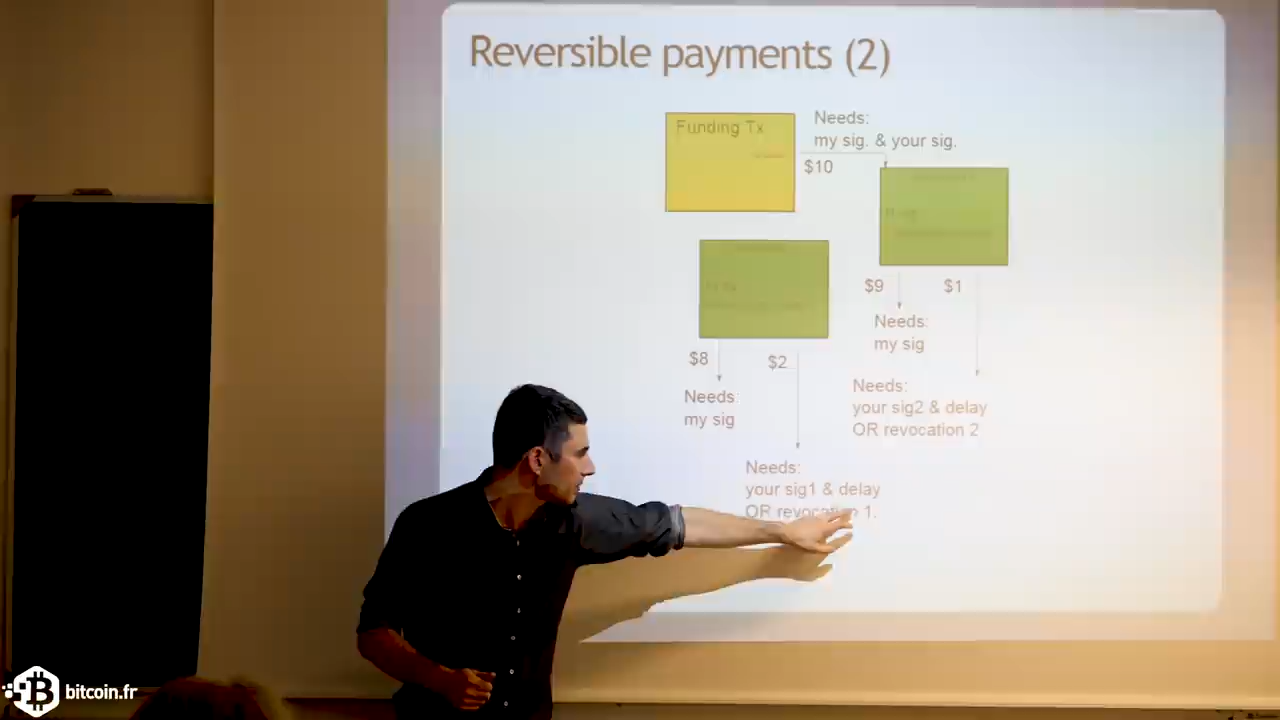 Reversible payments (2)
Funding Tx
Needs:
my sig. & your sig.
$10
$9
$1
Needs:
my sig
Needs:
your sig2 & delay
OR revocation 2
$8
$2
Needs:
my sig
Needs:
your sig1 & delay
OR revocation 1.
bitcoin.fr